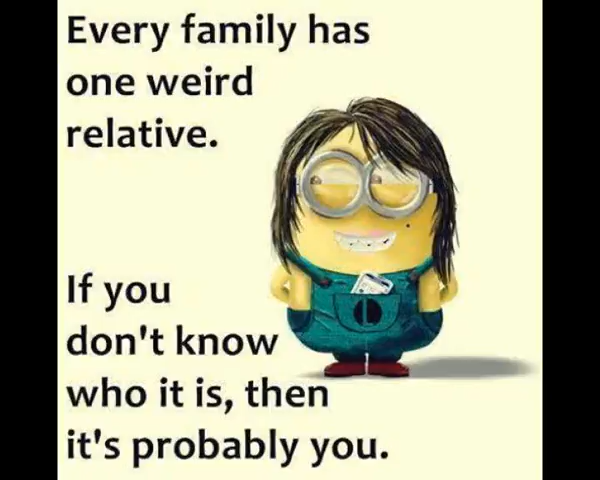 Every family has
one weird
relative.
If you
don't know
who it is, then
it's probably you.